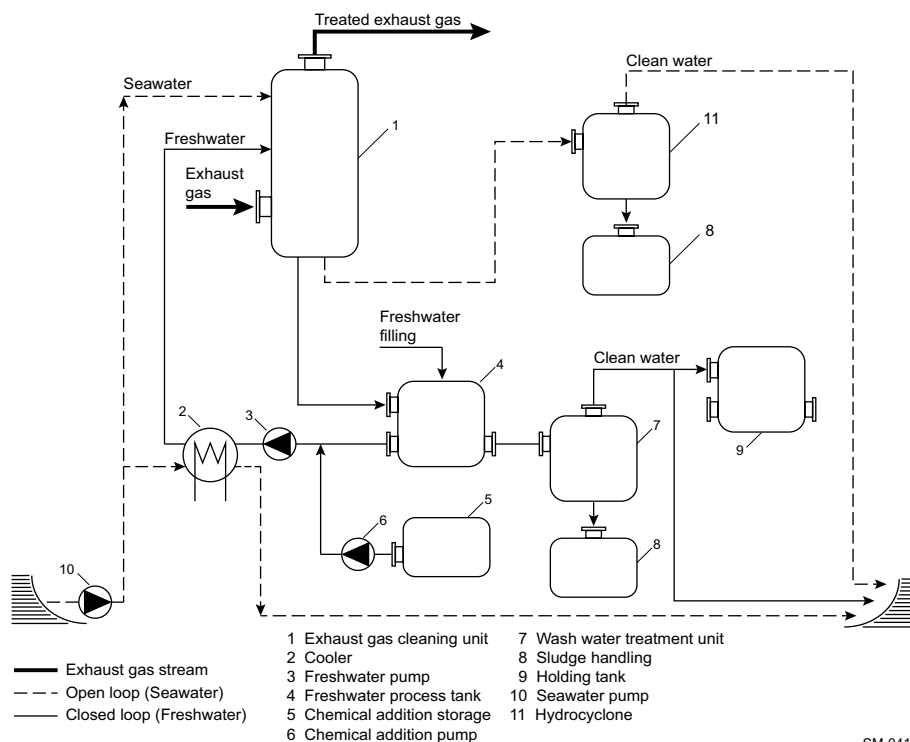 Treated exhaust gas
Clean water
Seawater
1
11
Freshwater
Exhaust
gas
8
Freshwater
filling
Clean water
4
2
3
7
9
5
6
8
10
1 Exhaust gas cleaning unit
2 Cooler
3 Freshwater pump
4 Freshwater process tank
5 Chemical addition storage
6 Chemical addition pump
7 Wash water treatment unit
8 Sludge handling
9 Holding tank
10 Seawater pump
11 Hydrocyclone
Exhaust gas stream
Open loop (Seawater)
Closed loop (Freshwater)